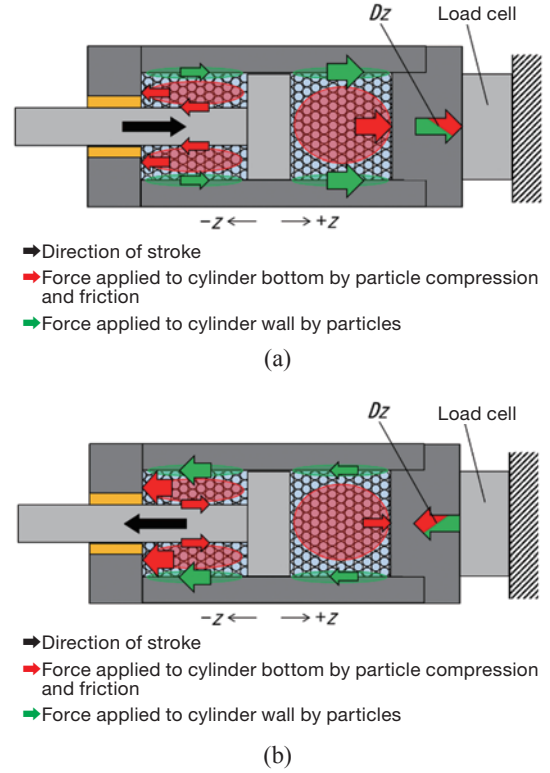 (a)
Load cell
Dz
−z ← → +z
Direction of stroke
Force applied to cylinder bottom by particle compression
and friction
Force applied to cylinder wall by particles
(a)
Dz
Load cell
−z ← → +z
Direction of stroke
Force applied to cylinder bottom by particle compression
and friction
Force applied to cylinder wall by particles
(b)